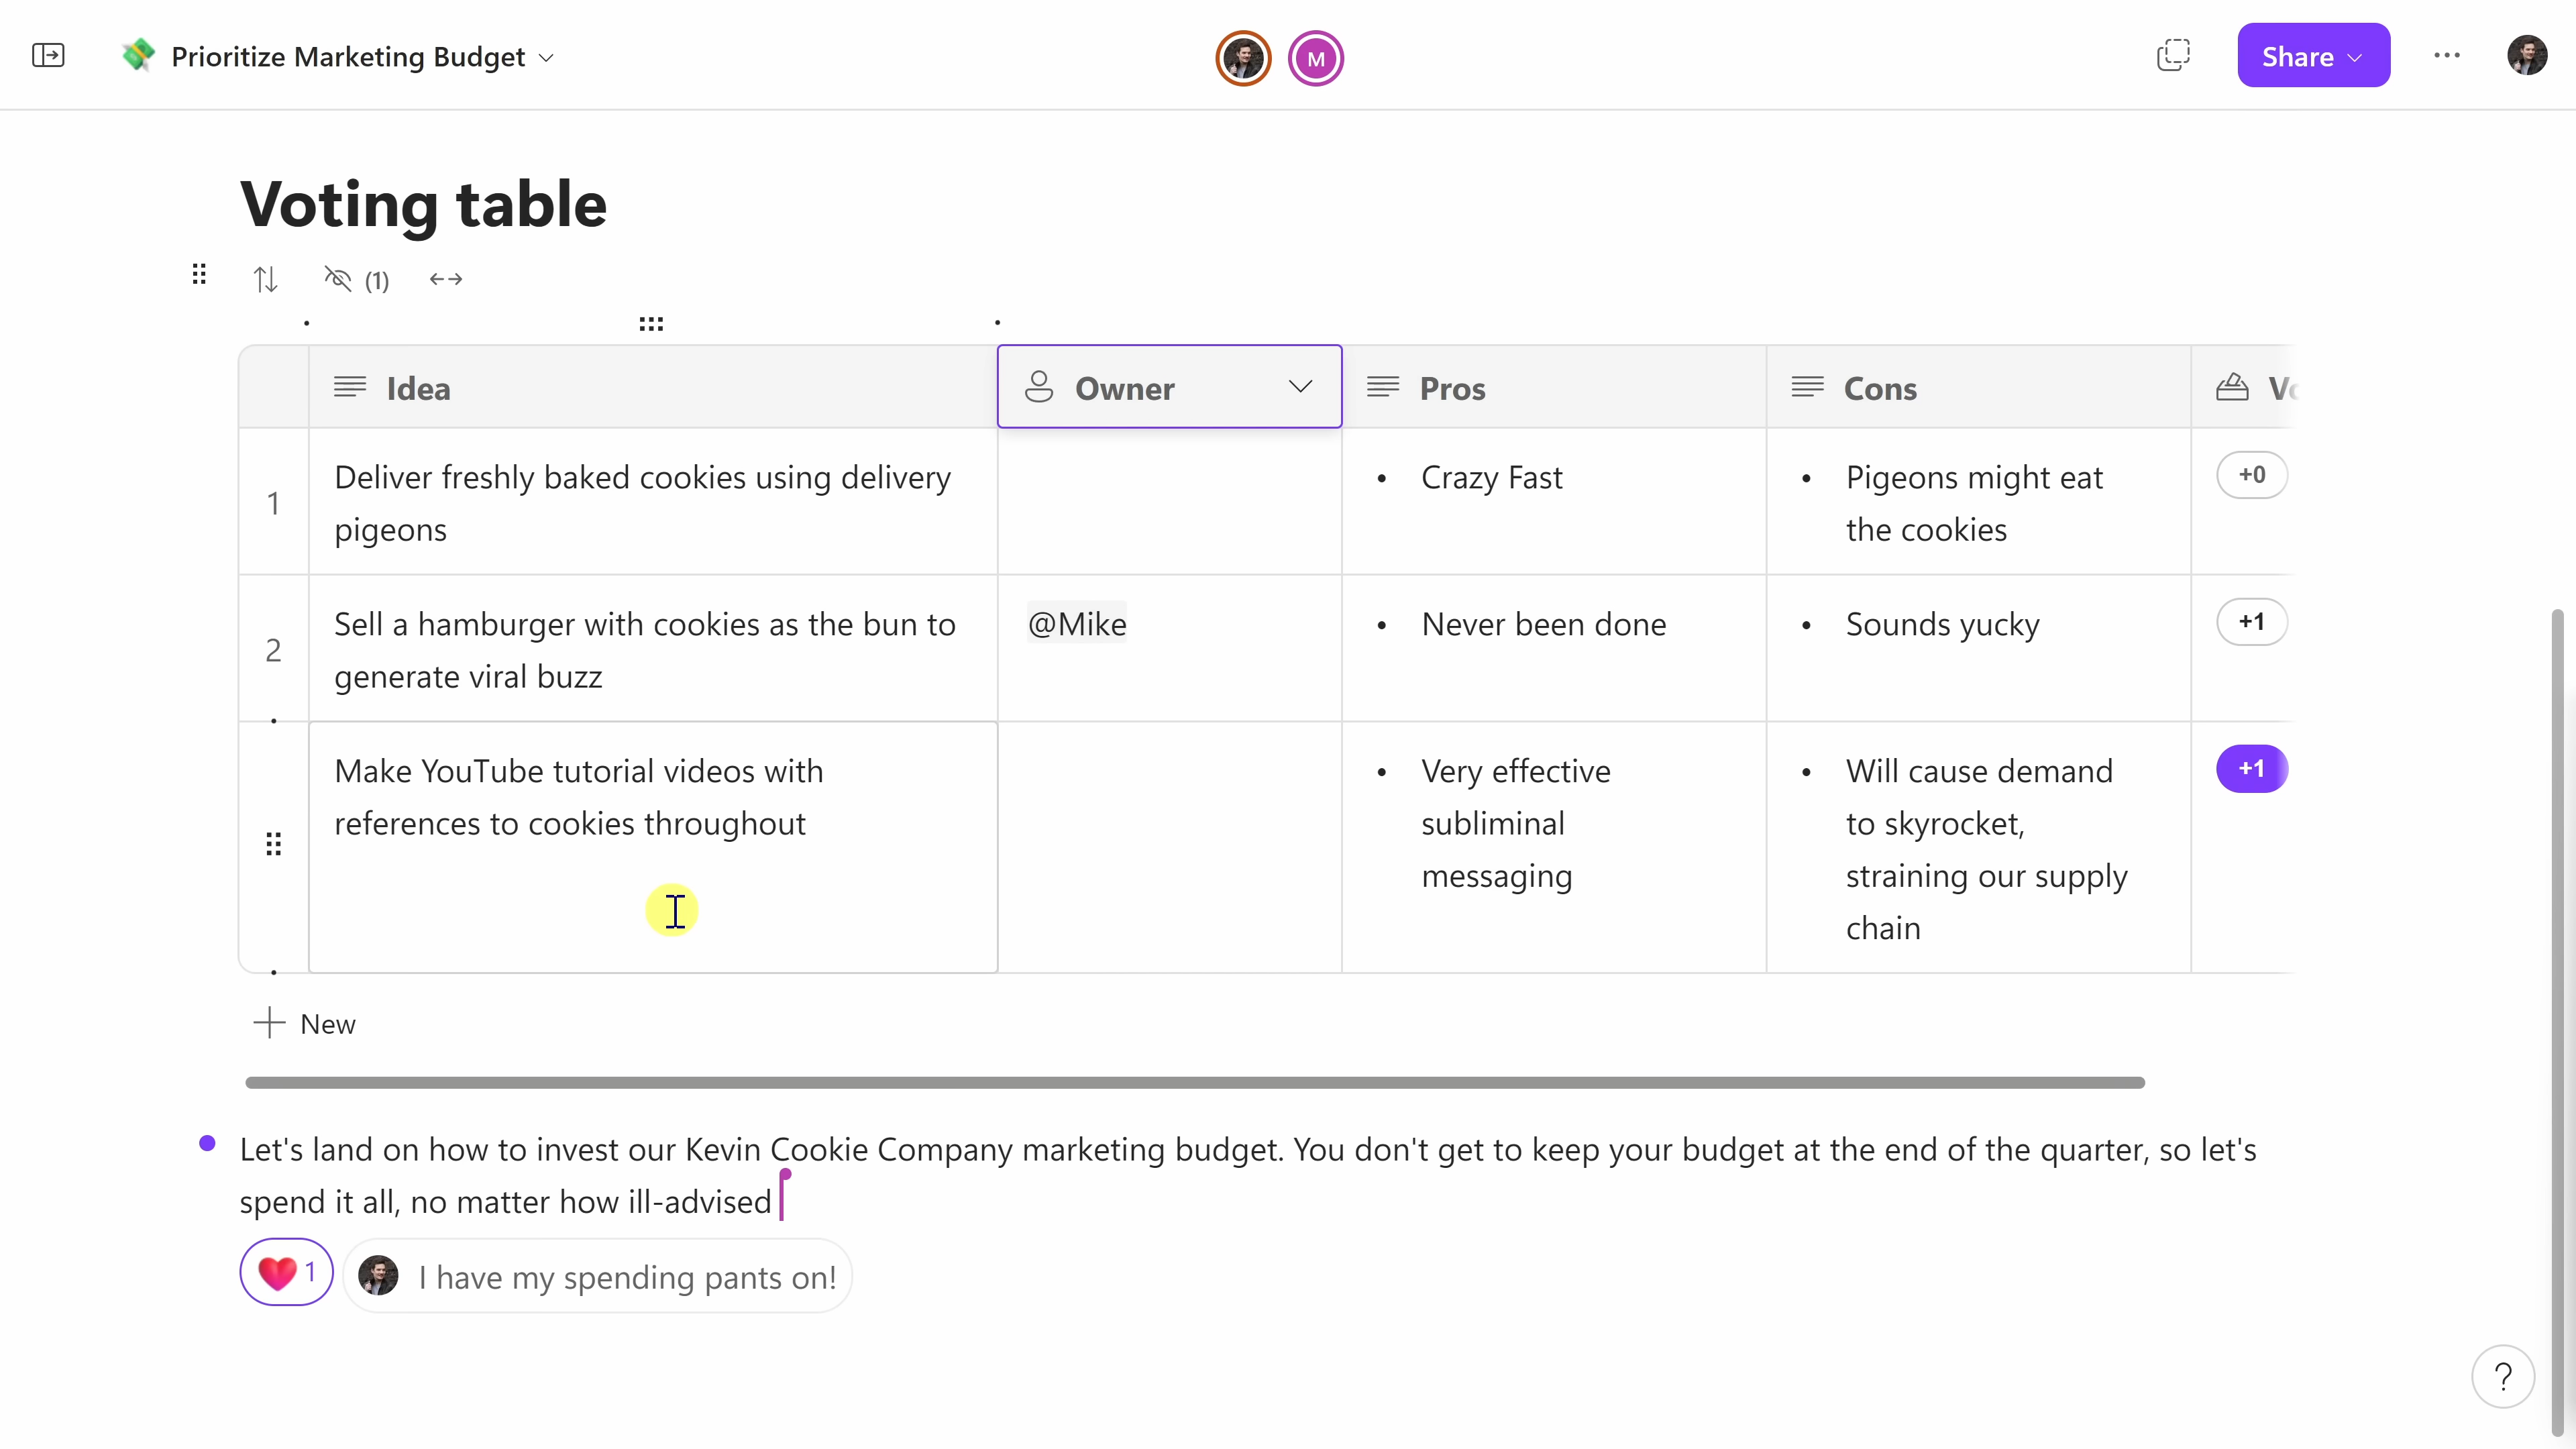 Prioritize Marketing Budget
M
Share
Voting table
(1)
Idea
Owner
Pros
Cons
1
Deliver freshly baked cookies using delivery
pigeons
• Crazy Fast
• Pigeons might eat
the cookies
+0
2
Sell a hamburger with cookies as the bun to
generate viral buzz
@Mike
• Never been done
• Sounds yucky
+1
Make YouTube tutorial videos with
references to cookies throughout
• Very effective
subliminal
messaging
• Will cause demand
to skyrocket,
straining our supply
chain
+1
New
Let's land on how to invest our Kevin Cookie Company marketing budget. You don't get to keep your budget at the end of the quarter, so let's
spend it all, no matter how ill-advised
1
I have my spending pants on!
?